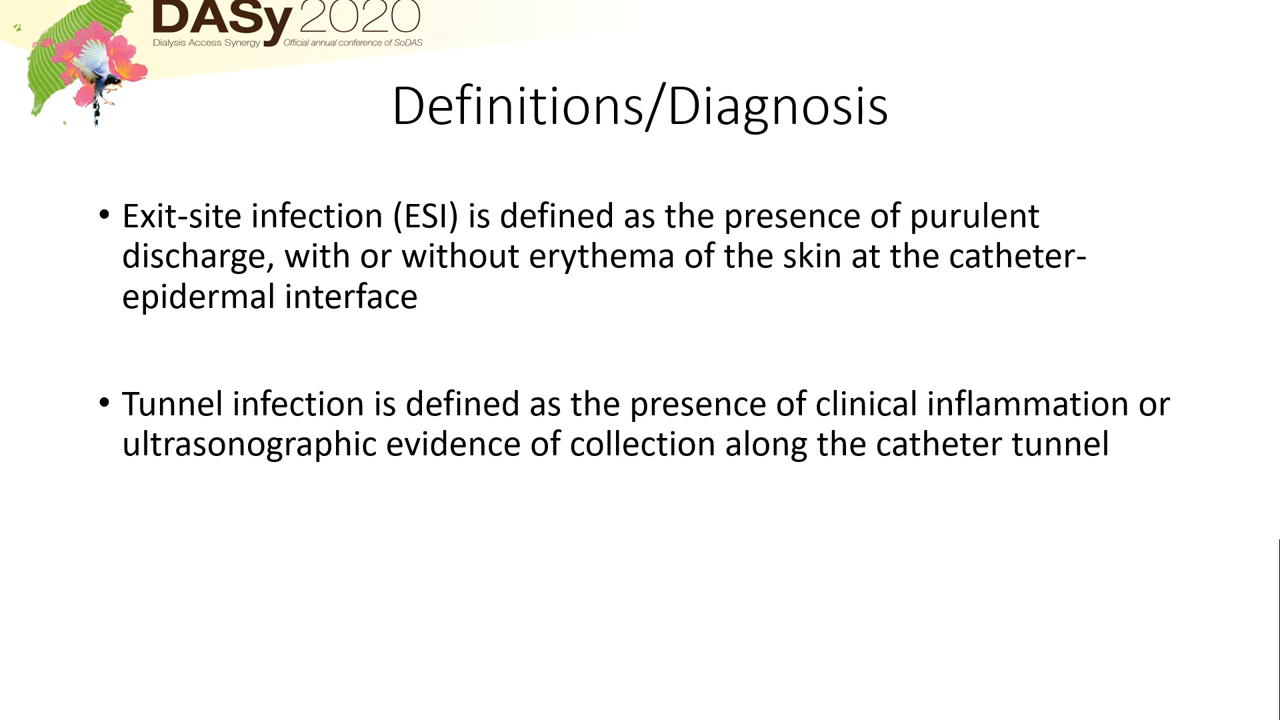 DASy 2020
Dialysis Access Synergy Official annual conference of SoDAS
Definitions/Diagnosis
• Exit-site infection (ESI) is defined as the presence of purulent
discharge, with or without erythema of the skin at the catheter-
epidermal interface
• Tunnel infection is defined as the presence of clinical inflammation or
ultrasonographic evidence of collection along the catheter tunnel